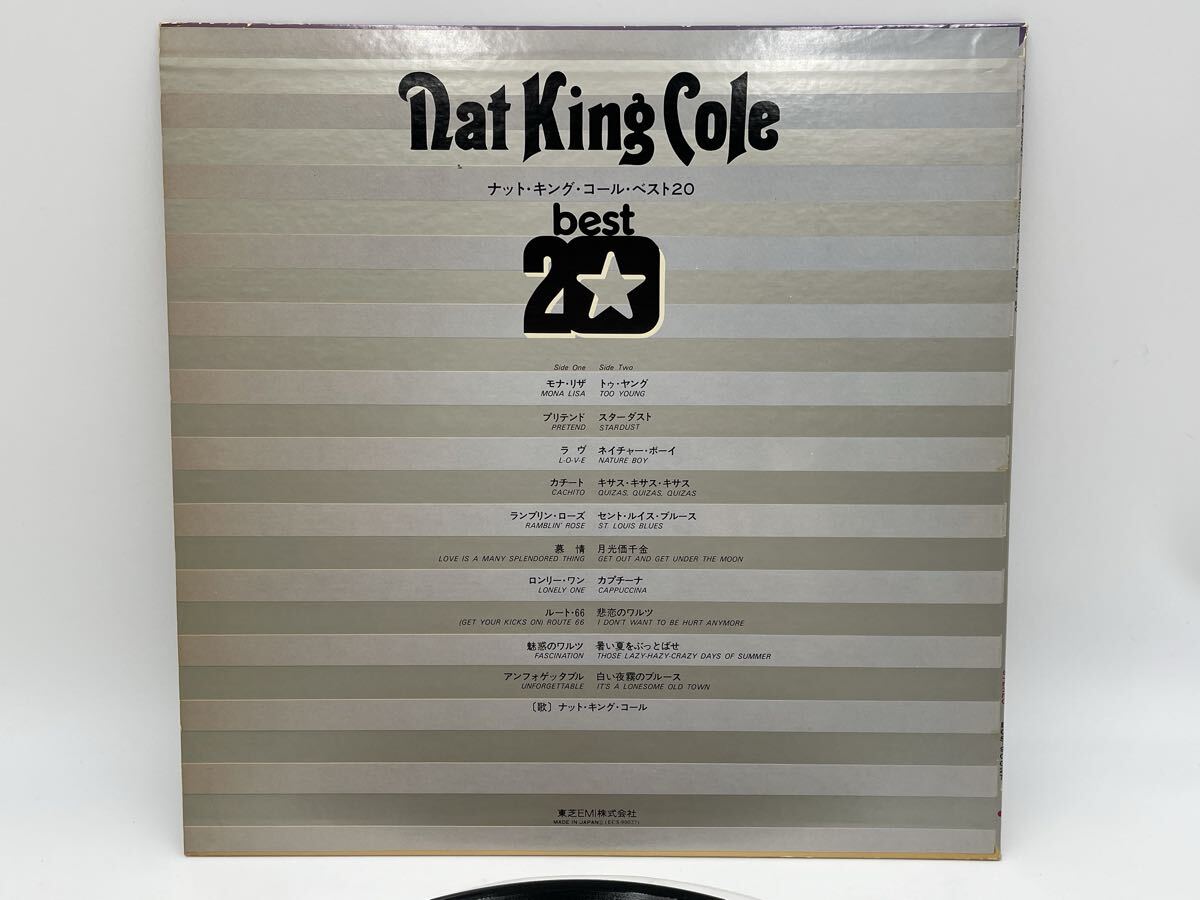 Nat King Cole
ナット・キング・コール・ベスト20
best
20
Side One Side Two
モナ・リザ トゥ・ヤング
MONA LISA TOO YOUNG
プリテンド スターダスト
PRETEND STARDUST
ラ ヴ ネイチャー・ボーイ
L-O-V-E NATURE BOY
カチート キサス・キサス・キサス
CACHITO QUIZAS, QUIZAS, QUIZAS
ランブリン・ローズ セント・ルイス・ブルース
RAMBLIN' ROSE ST. LOUIS BLUES
慕 情 月光価千金
LOVE IS A MANY SPLENDORED THING GET OUT AND GET UNDER THE MOON
ロンリー・ワン カプチーナ
LONELY ONE CAPPUCCINA
ルート・66 悲恋のワルツ
(GET YOUR KICKS ON) ROUTE 66 I DON'T WANT TO BE HURT ANYMORE
魅惑のワルツ 暑い夏をぶっとばせ
FASCINATION THOSE LAZY-HAZY-CRAZY DAYS OF SUMMER
アンフォゲッタブル 白い夜霧のブルース
UNFORGETTABLE IT'S A LONESOME OLD TOWN
〔歌〕ナット・キング・コール
東芝EMI株式会社
MADE IN JAPAN